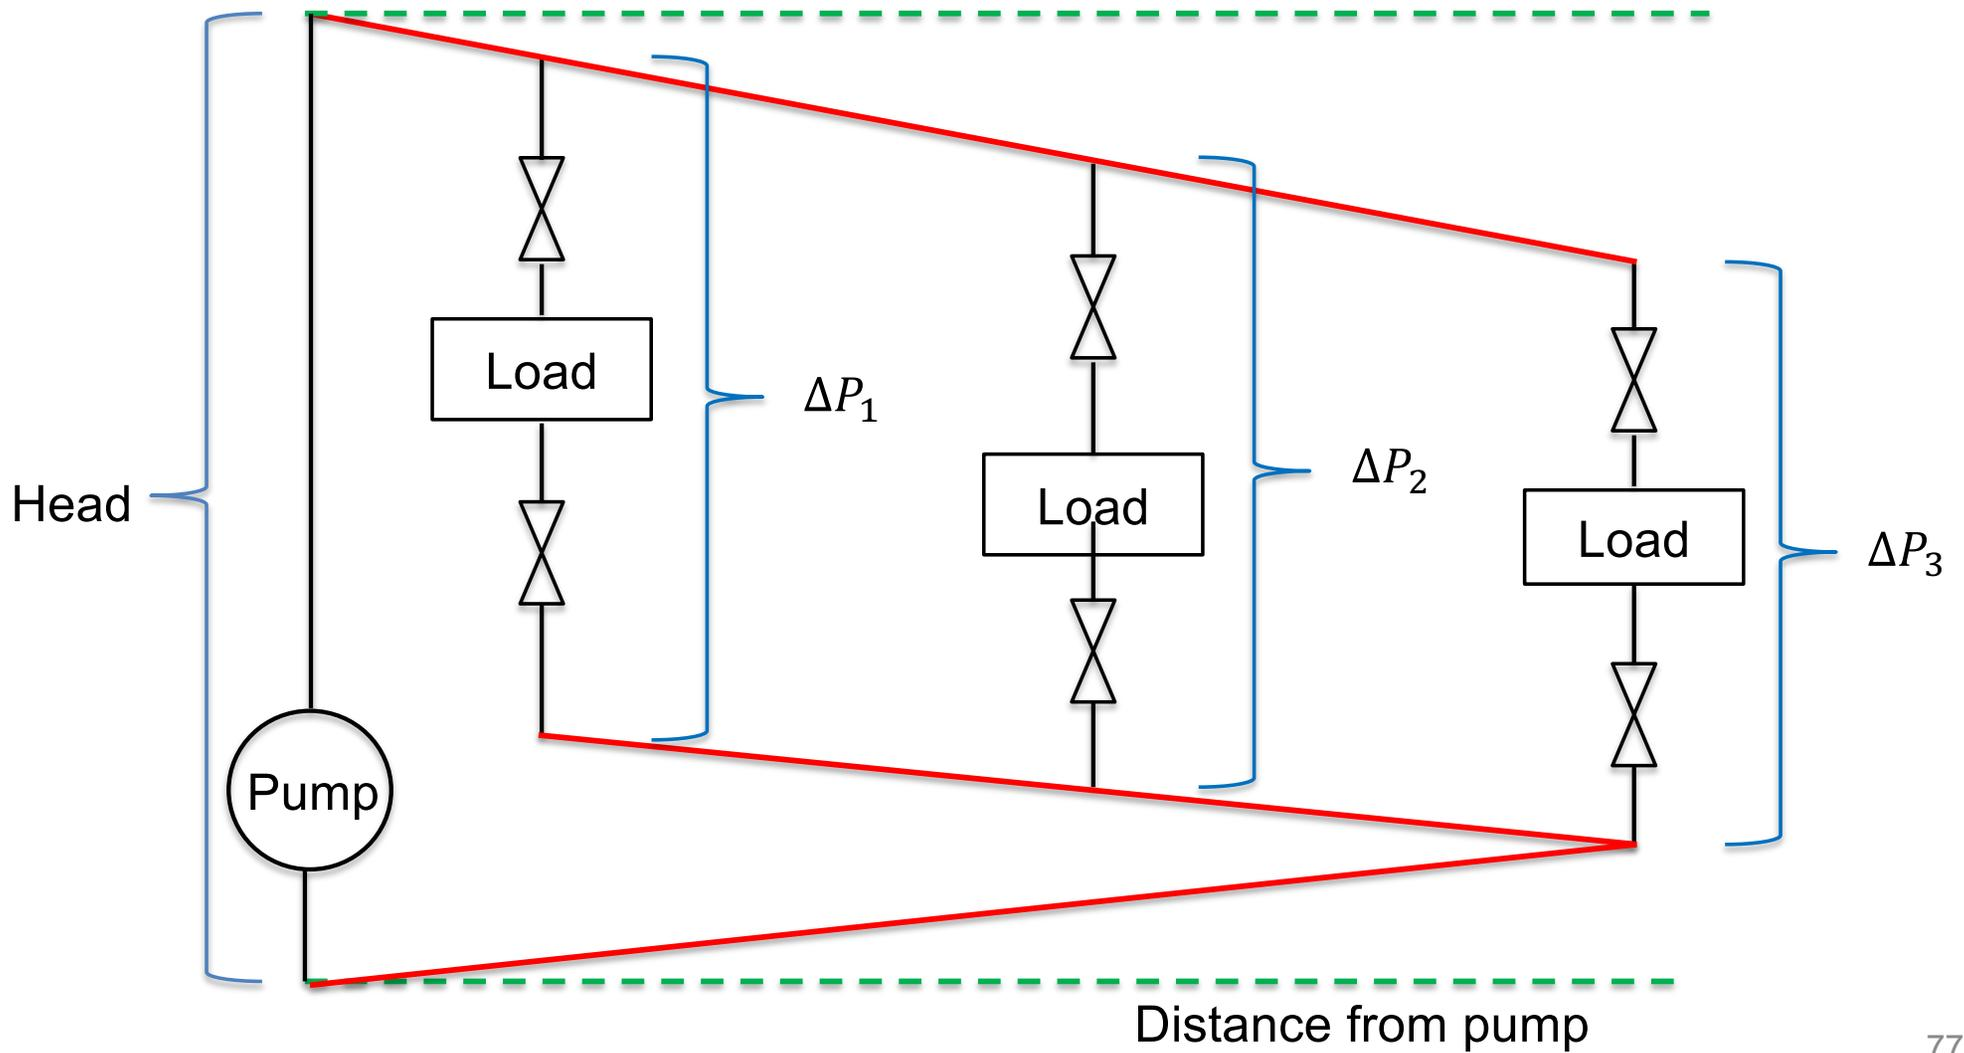 Load
ΔP₁
Head
Load
ΔP₂
Load
ΔP₃
Pump
Distance from pump
77